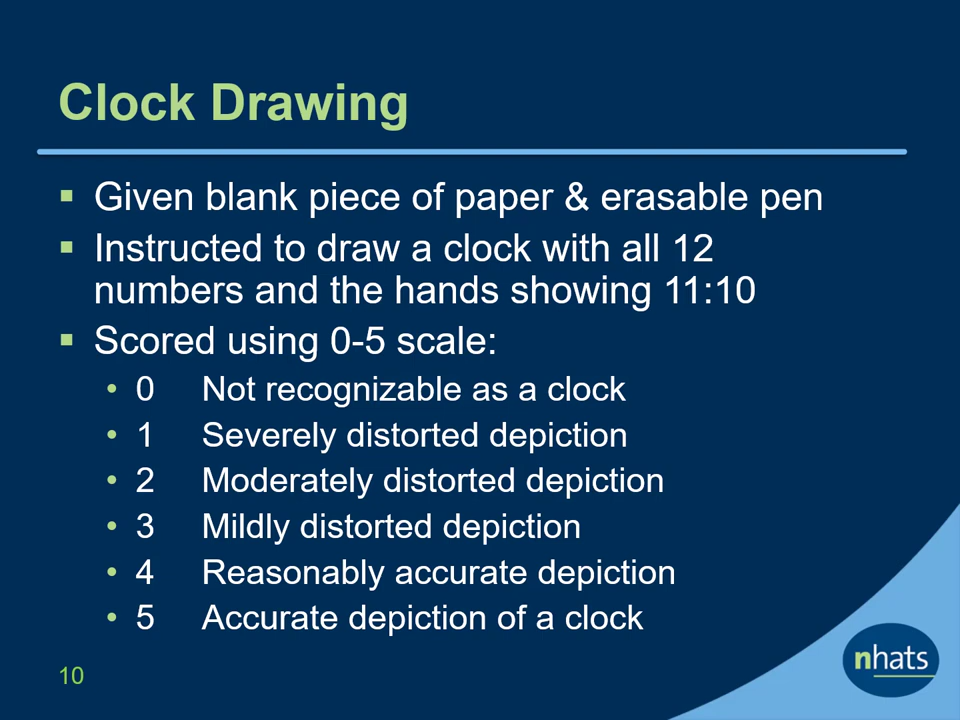 Clock Drawing
▪ Given blank piece of paper & erasable pen
▪ Instructed to draw a clock with all 12
numbers and the hands showing 11:10
▪ Scored using 0-5 scale:
• 0 Not recognizable as a clock
• 1 Severely distorted depiction
• 2 Moderately distorted depiction
• 3 Mildly distorted depiction
• 4 Reasonably accurate depiction
• 5 Accurate depiction of a clock
10
nhats